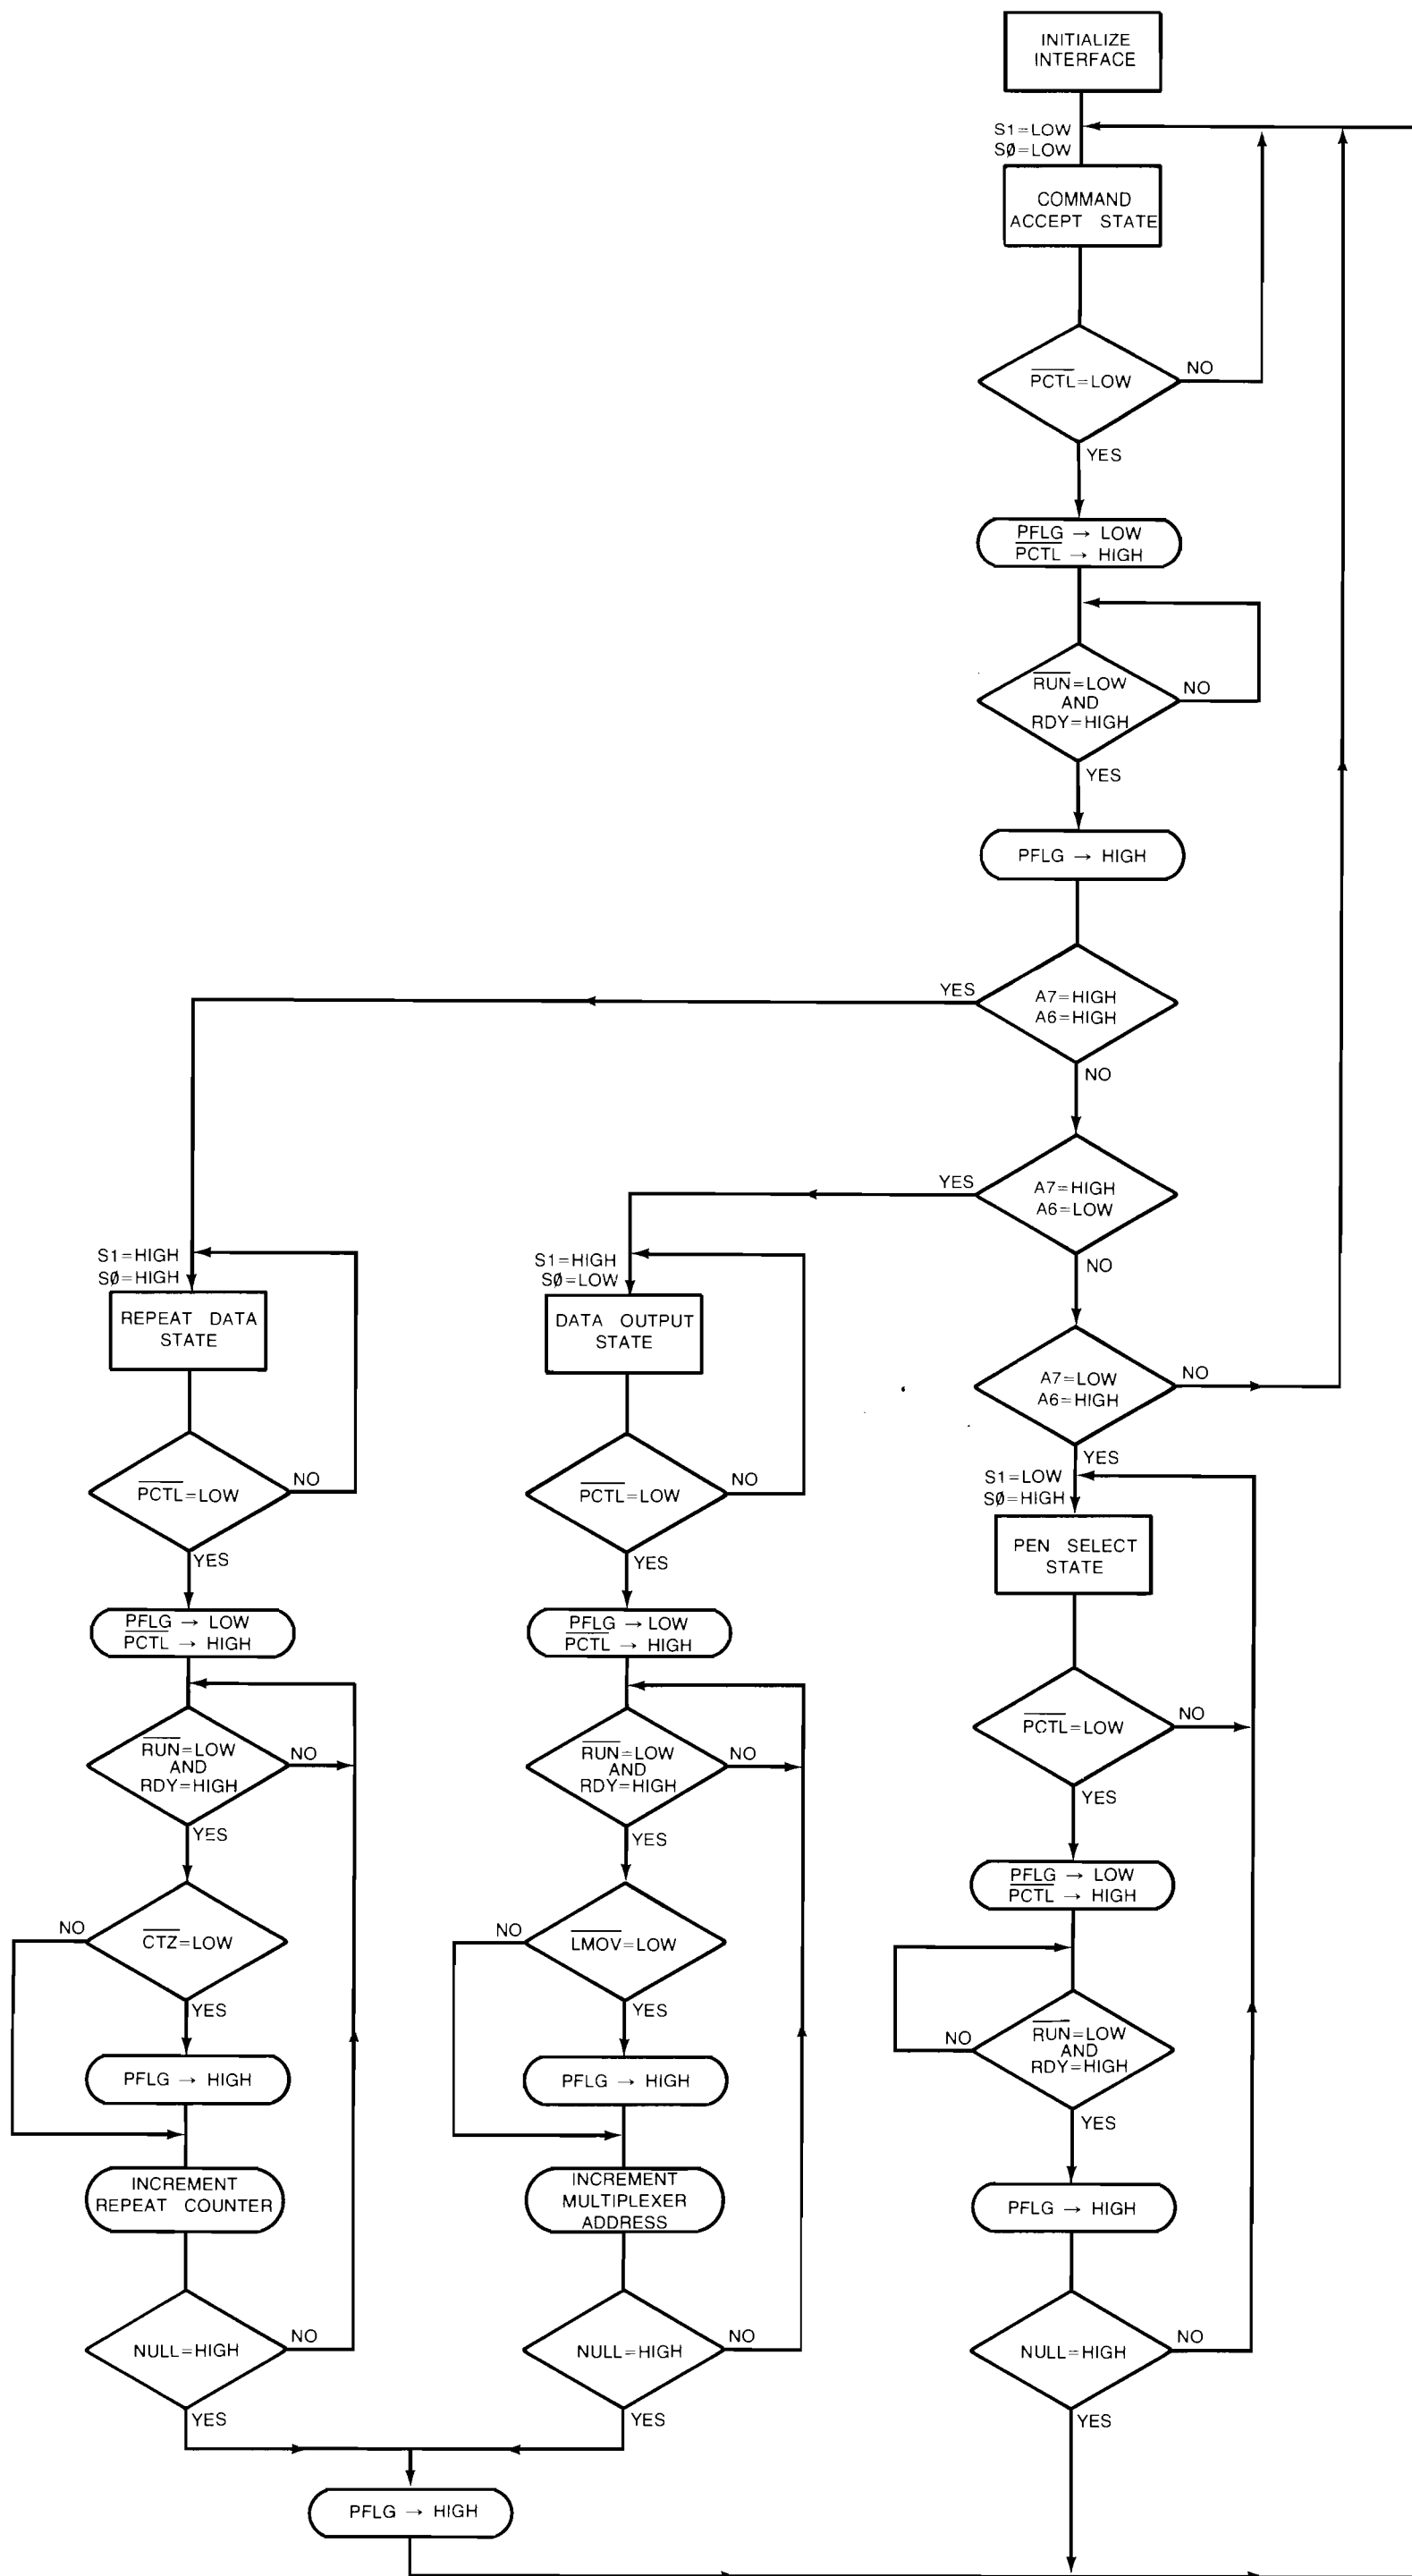 INITIALIZE
INTERFACE
S1=LOW
SØ=LOW
COMMAND
ACCEPT STATE
PCTL=LOW
NO
YES
PFLG → LOW
PCTL → HIGH
RUN=LOW
AND
RDY=HIGH
NO
YES
PFLG → HIGH
YES
A7=HIGH
A6=HIGH
NO
YES
A7=HIGH
A6=LOW
NO
A7=LOW
A6=HIGH
NO
YES
S1=HIGH
SØ=HIGH
REPEAT DATA
STATE
PCTL=LOW
NO
YES
PFLG → LOW
PCTL → HIGH
RUN=LOW
AND
RDY=HIGH
NO
YES
NO
CTZ=LOW
YES
PFLG → HIGH
INCREMENT
REPEAT COUNTER
NULL=HIGH
NO
YES
S1=HIGH
SØ=LOW
DATA OUTPUT
STATE
PCTL=LOW
NO
YES
PFLG → LOW
PCTL → HIGH
RUN=LOW
AND
RDY=HIGH
NO
YES
NO
LMOV=LOW
YES
PFLG → HIGH
INCREMENT
MULTIPLEXER
ADDRESS
NULL=HIGH
NO
YES
PFLG → HIGH
S1=LOW
SØ=HIGH
PEN SELECT
STATE
PCTL=LOW
NO
YES
PFLG → LOW
PCTL → HIGH
NO
RUN=LOW
AND
RDY=HIGH
YES
PFLG → HIGH
NULL=HIGH
NO
YES